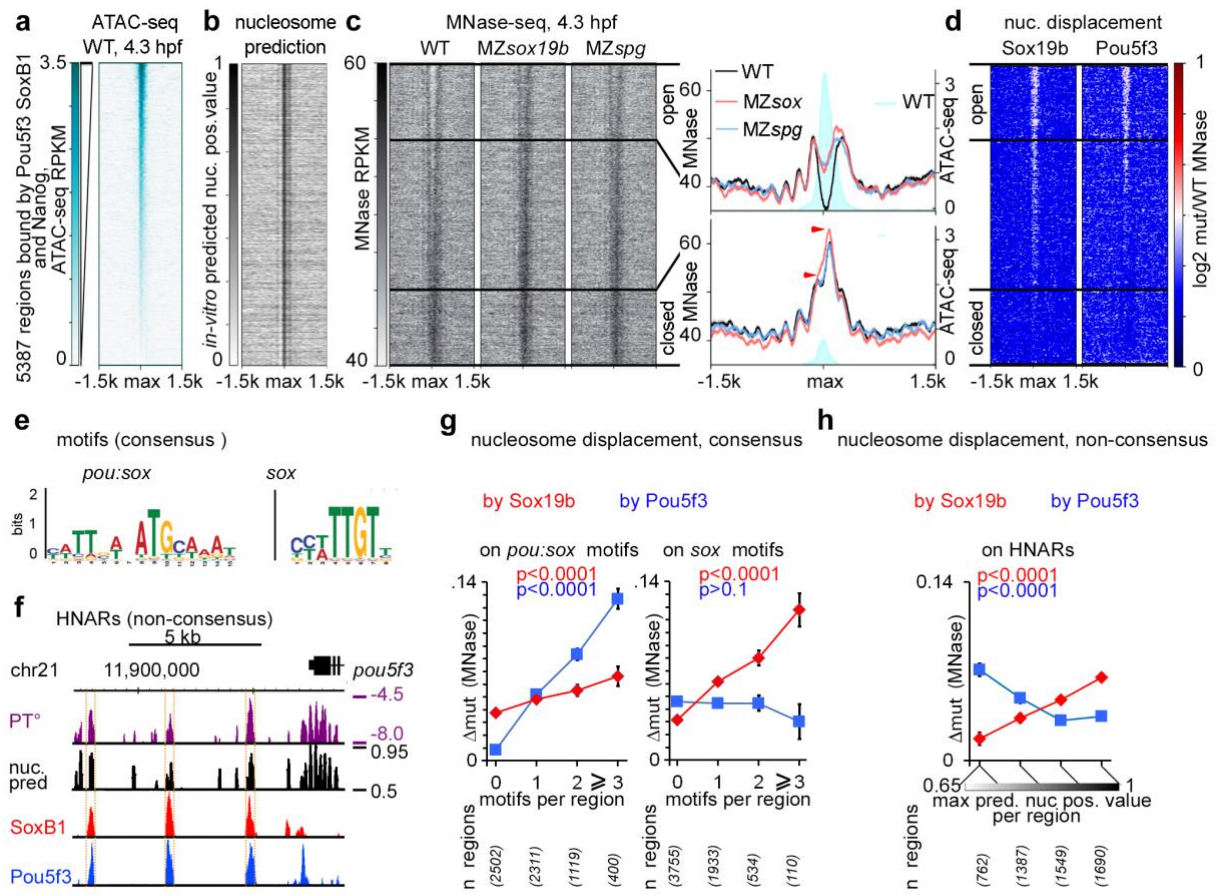 a
ATAC-seq
WT, 4.3 hpf
5387 regions bound by Pou5f3 SoxB1
and Nanog,
ATAC-seq RPKM
3.5
0
-1.5k max 1.5k
b
nucleosome
prediction
in-vitro predicted nuc. pos.value
1
0
-1.5k max 1.5k
c
MNase-seq, 4.3 hpf
WT MZsox19b MZspg
MNase RPKM
60
40
-1.5k max 1.5k
open
closed
WT
MZsox
MZspg
WT
MNase
60
40
ATAC-seq
3
0
MNase
60
40
ATAC-seq
3
0
-1.5k max 1.5k
d
nuc. displacement
Sox19b Pou5f3
open
closed
1
0
log2 mut/WT MNase
-1.5k max 1.5k
e
motifs (consensus )
pou:sox
sox
2
1
0
bits
f
HNARs (non-consensus)
5 kb
chr21
11,900,000
pou5f3
PT°
-4.5
-8.0
nuc.
pred
0.95
0.5
SoxB1
Pou5f3
g
nucleosome displacement, consensus
by Sox19b by Pou5f3
on pou:sox motifs
p<0.0001
p<0.0001
.14
0
Δmut (MNase)
0 1 2 ⩾ 3
motifs per region
n regions
(2502) (2311) (1119) (400)
on sox motifs
p<0.0001
p>0.1
.14
0
Δmut (MNase)
0 1 2 ⩾ 3
motifs per region
n regions
(3755) (1933) (534) (110)
h
nucleosome displacement, non-consensus
by Sox19b by Pou5f3
on HNARs
p<0.0001
p<0.0001
0.14
0
Δmut (MNase)
0.65 1
max pred. nuc pos. value
per region
n regions
(762) (1387) (1549) (1690)